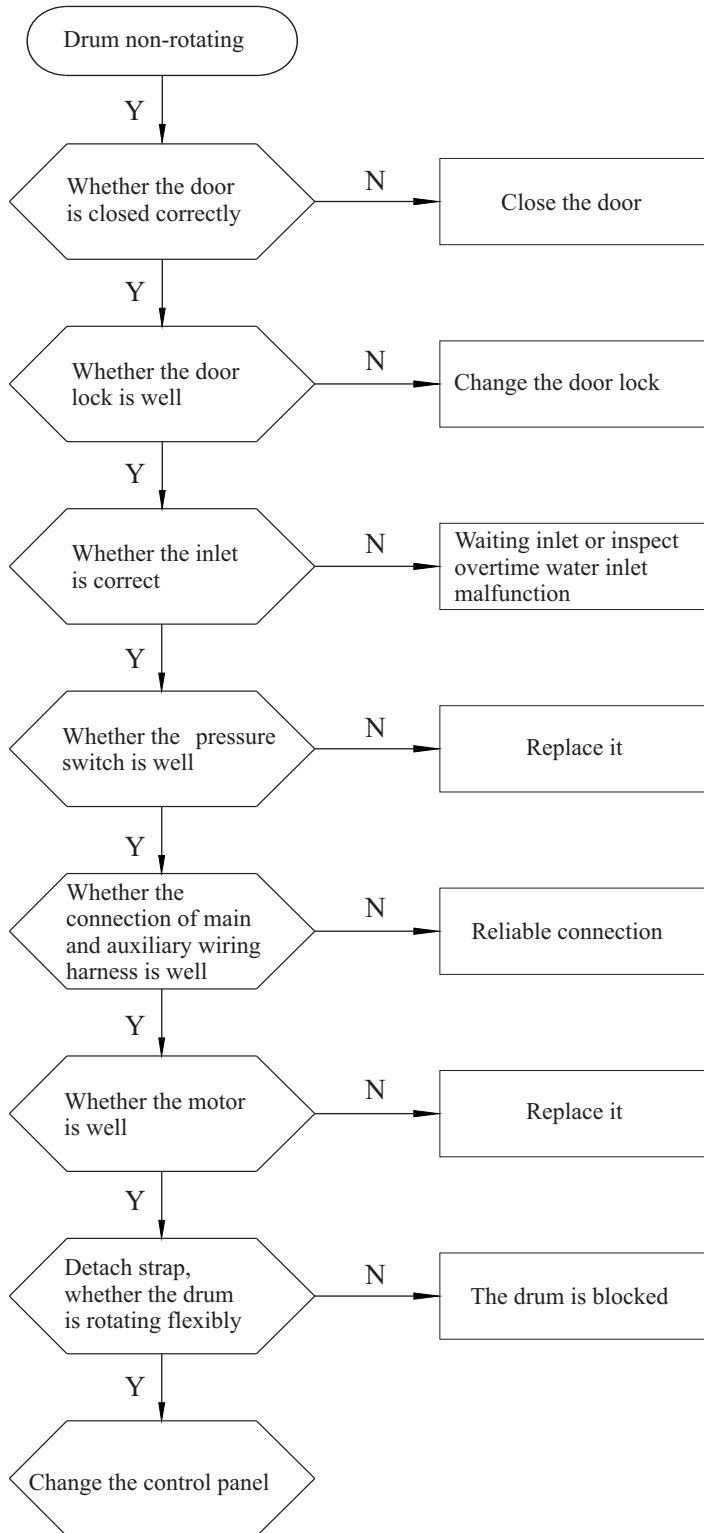 Drum non-rotating
Y
Whether the door
is closed correctly
N
Close the door
Y
Whether the door
lock is well
N
Change the door lock
Y
Whether the inlet
is correct
N
Waiting inlet or inspect
overtime water inlet
malfunction
Y
Whether the pressure
switch is well
N
Replace it
Y
Whether the
connection of main
and auxiliary wiring
harness is well
N
Reliable connection
Y
Whether the motor
is well
N
Replace it
Y
Detach strap,
whether the drum
is rotating flexibly
N
The drum is blocked
Y
Change the control panel